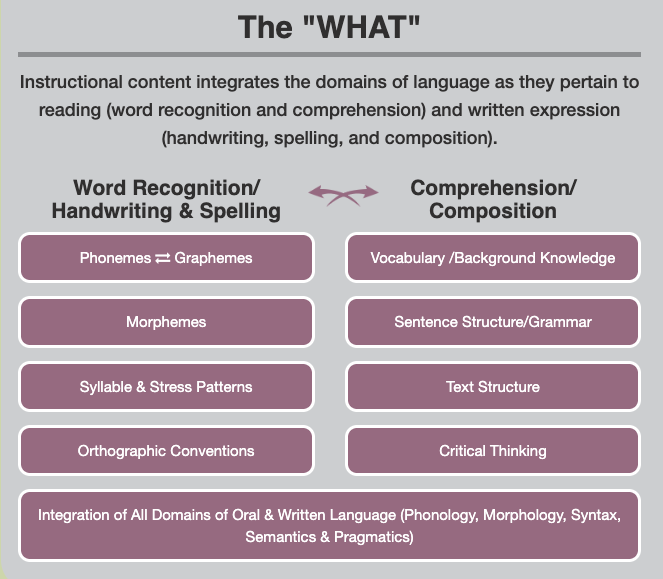 The "WHAT"
Instructional content integrates the domains of language as they pertain to
reading (word recognition and comprehension) and written expression
(handwriting, spelling, and composition).
Word Recognition/
Handwriting & Spelling
Comprehension/
Composition
Phonemes ⇄ Graphemes
Vocabulary /Background Knowledge
Morphemes
Sentence Structure/Grammar
Syllable & Stress Patterns
Text Structure
Orthographic Conventions
Critical Thinking
Integration of All Domains of Oral & Written Language (Phonology, Morphology, Syntax,
Semantics & Pragmatics)